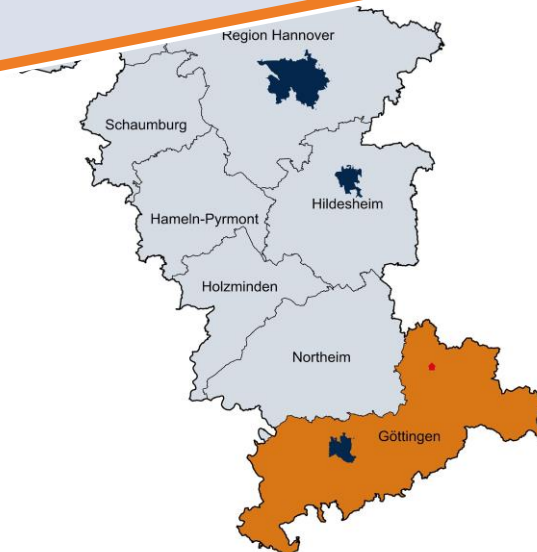 Region Hannover
Schaumburg
Hildesheim
Hameln-Pyrmont
Holzminden
Northeim
Göttingen